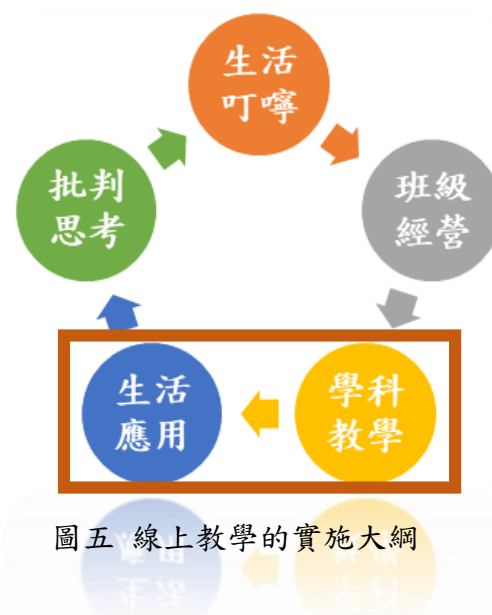 生活
叮嚀
班級
經營
學科
教學
生活
應用
批判
思考
圖五 線上教學的實施大綱